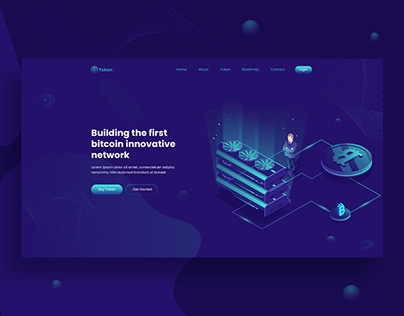 Token
Home About Token Roadmap Contact Login
Building the first
bitcoin innovative
network
Lorem ipsum dolor sit amet, consectetuer adipisc
nonummy nibh euismod tincidunt ut laoreet
Buy Token Get Started